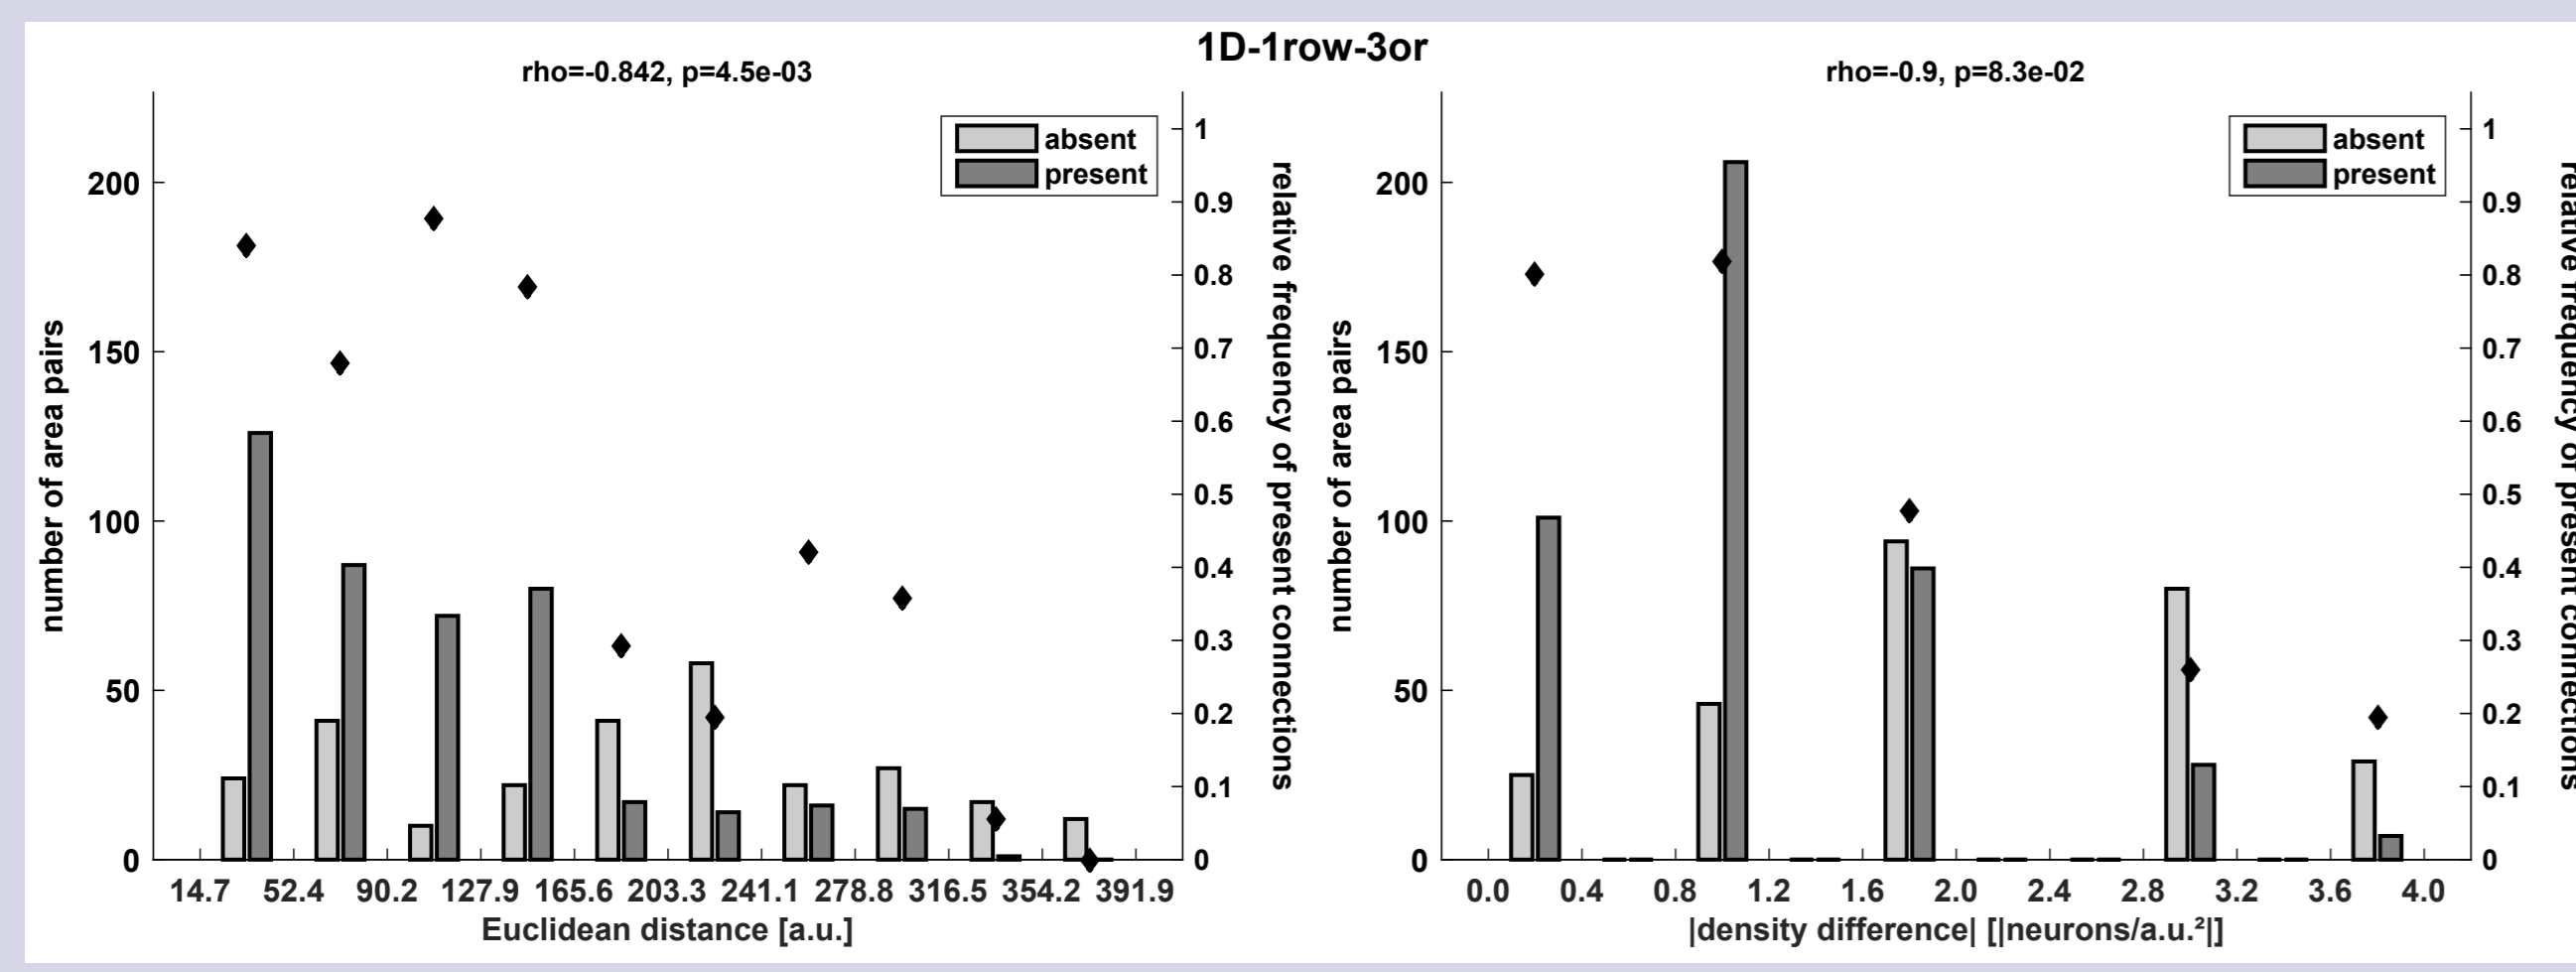 1D-1row-3or
rho=-0.842, p=4.5e-03
absent
present
200
150
100
50
0
1
0.9
0.8
0.7
0.6
0.5
0.4
0.3
0.2
0.1
0
number of area pairs
relative frequency of present connections
14.7 52.4 90.2 127.9 165.6 203.3 241.1 278.8 316.5 354.2 391.9
Euclidean distance [a.u.]
rho=-0.9, p=8.3e-02
absent
present
200
150
100
50
0
1
0.9
0.8
0.7
0.6
0.5
0.4
0.3
0.2
0.1
0
number of area pairs
relative frequency of present connections
0.0 0.4 0.8 1.2 1.6 2.0 2.4 2.8 3.2 3.6 4.0
|density difference| [|neurons/a.u.²|]